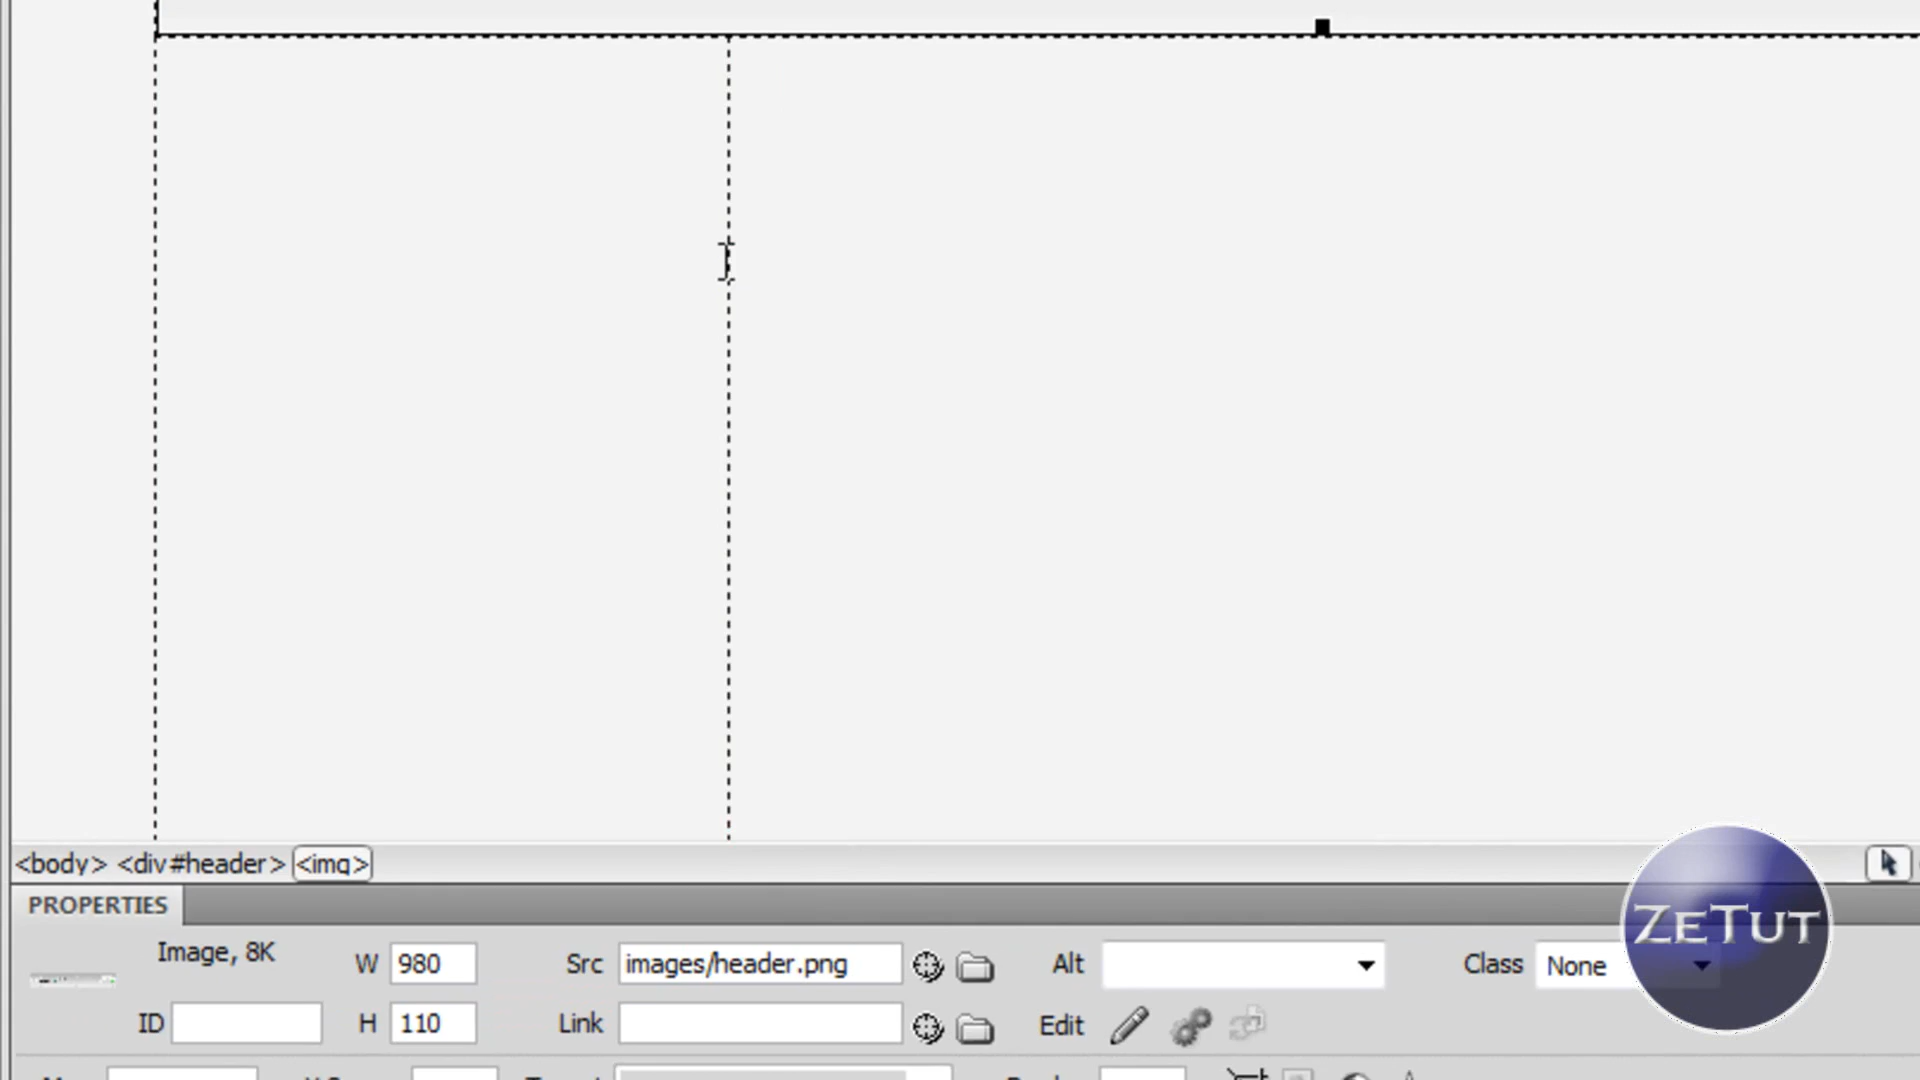 <body> <div#header> <img>
PROPERTIES
Image, 8K W 980 Src images/header.png Alt Class None
ID H 110 Link Edit
ZeTut